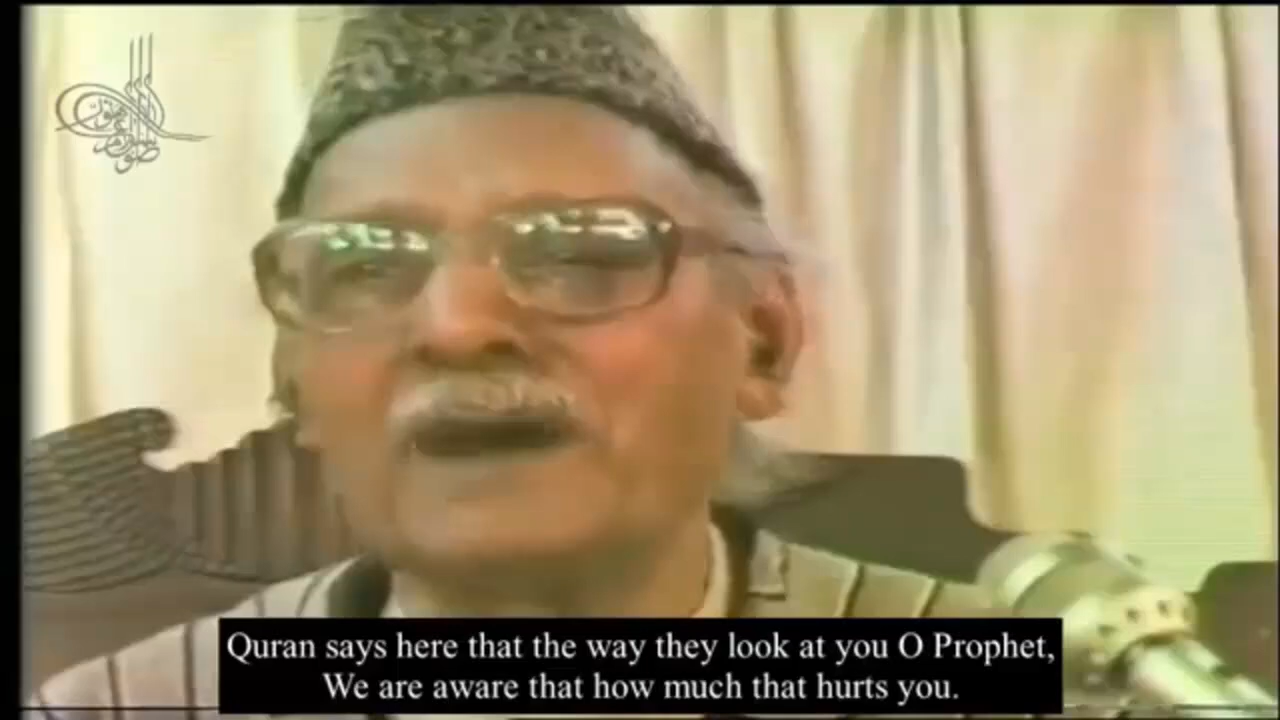 Quran says here that the way they look at you O Prophet,
We are aware that how much that hurts you.